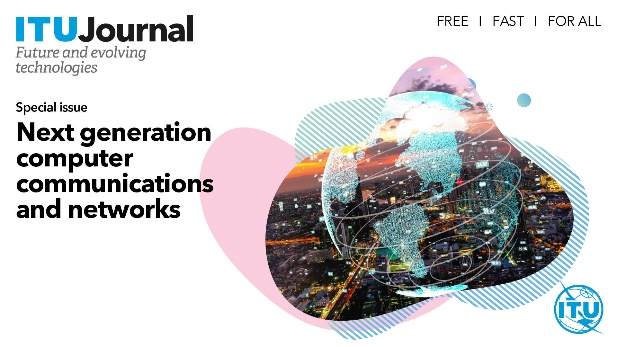 ITUJournal
Future and evolving
technologies
FREE I FAST I FOR ALL
Special issue
Next generation
computer
communications
and networks
ITU